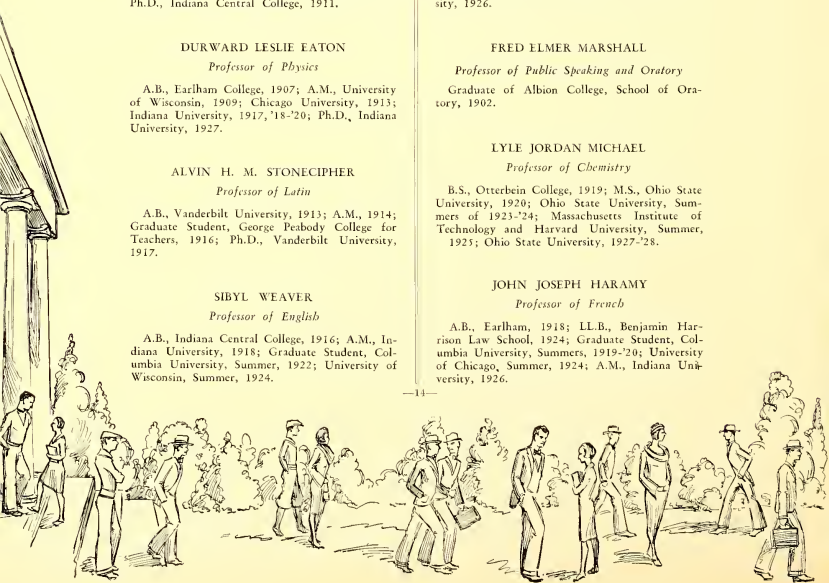 Ph.D., Indiana Central College, 1911.
DURWARD LESLIE EATON
Professor of Physics
A.B., Earlham College, 1907; A.M., University
of Wisconsin, 1909; Chicago University, 1913;
Indiana University, 1917, '18-'20; Ph.D., Indiana
University, 1927.
ALVIN H. M. STONECIPHER
Professor of Latin
A.B., Vanderbilt University, 1913; A.M., 1914;
Graduate Student, George Peabody College for
Teachers, 1916; Ph.D., Vanderbilt University,
1917.
SIBYL WEAVER
Professor of English
A.B., Indiana Central College, 1916; A.M., In-
diana University, 1918; Graduate Student, Col-
umbia University, Summer, 1922; University of
Wisconsin, Summer, 1924.
sity, 1926.
FRED ELMER MARSHALL
Professor of Public Speaking and Oratory
Graduate of Albion College, School of Ora-
tory, 1902.
LYLE JORDAN MICHAEL
Professor of Chemistry
B.S., Otterbein College, 1919; M.S., Ohio State
University, 1920; Ohio State University, Sum-
mers of 1923-'24; Massachusetts Institute of
Technology and Harvard University, Summer,
1925; Ohio State University, 1927-'28.
JOHN JOSEPH HARAMY
Professor of French
A.B., Earlham, 1918; LL.B., Benjamin Har-
rison Law School, 1924; Graduate Student, Col-
umbia University, Summers, 1919-'20; University
of Chicago, Summer, 1924; A.M., Indiana Uni-
versity, 1926.
—14—